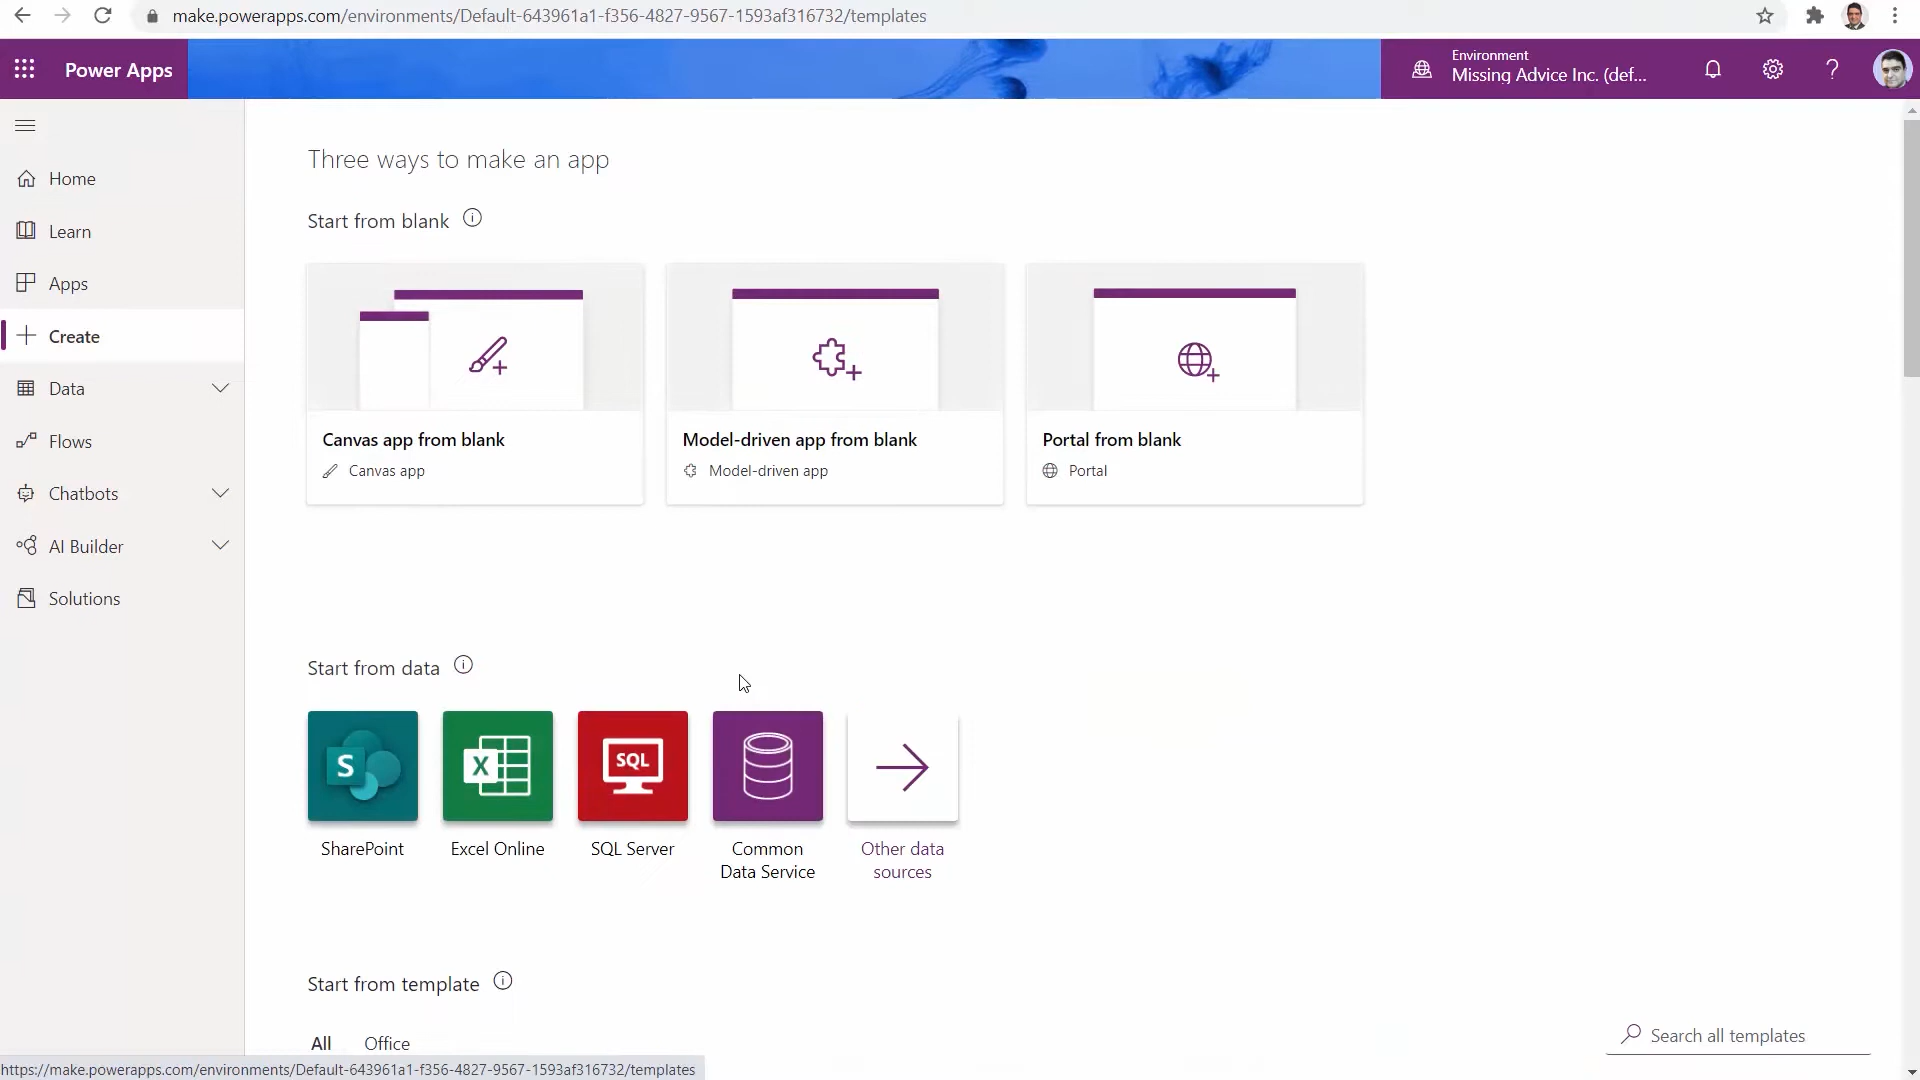 make.powerapps.com/environments/Default-643961a1-f356-4827-9567-1593af316732/templates
Power Apps
Environment
Missing Advice Inc. (def...
Home
Learn
Apps
Create
Data
Flows
Chatbots
AI Builder
Solutions
Three ways to make an app
Start from blank
Canvas app from blank
Canvas app
Model-driven app from blank
Model-driven app
Portal from blank
Portal
Start from data
S
X
SQL
SharePoint
Excel Online
SQL Server
Common
Data Service
Other data
sources
Start from template
All
Office
Search all templates
https://make.powerapps.com/environments/Default-643961a1-f356-4827-9567-1593af316732/templates